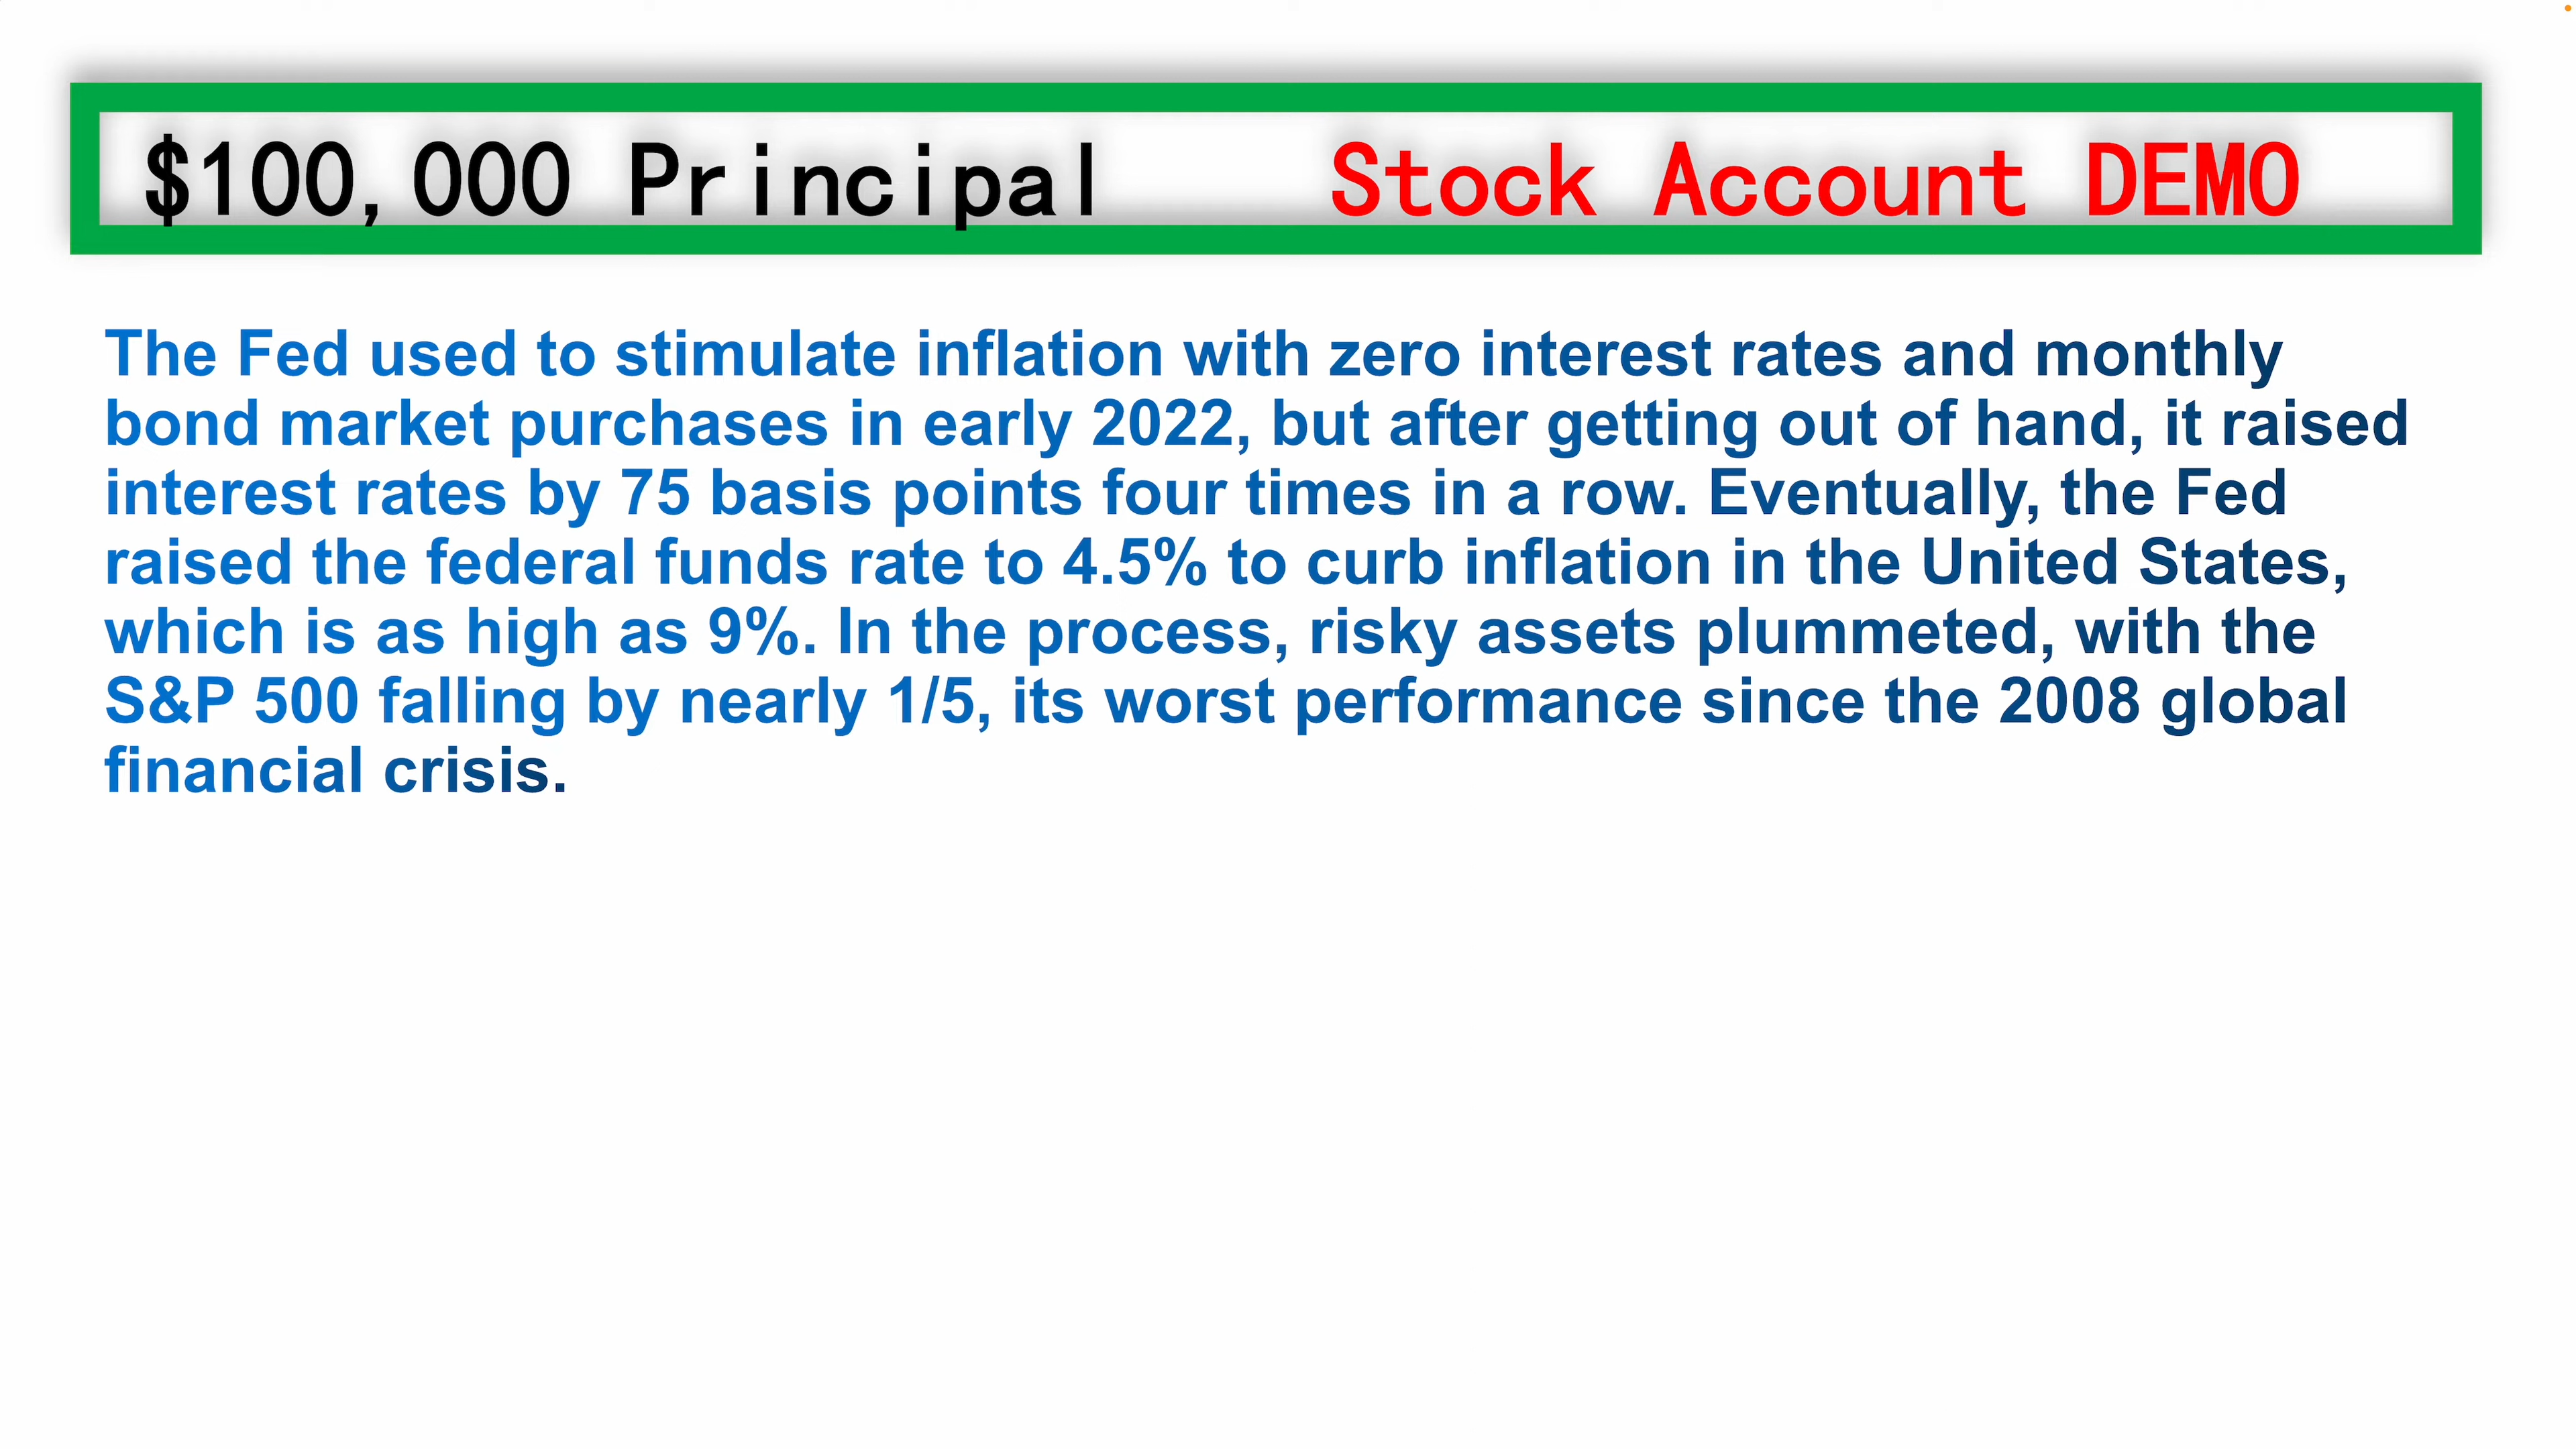 $100,000 Principal Stock Account DEMO
The Fed used to stimulate inflation with zero interest rates and monthly
bond market purchases in early 2022, but after getting out of hand, it raised
interest rates by 75 basis points four times in a row. Eventually, the Fed
raised the federal funds rate to 4.5% to curb inflation in the United States,
which is as high as 9%. In the process, risky assets plummeted, with the
S&P 500 falling by nearly 1/5, its worst performance since the 2008 global
financial crisis.